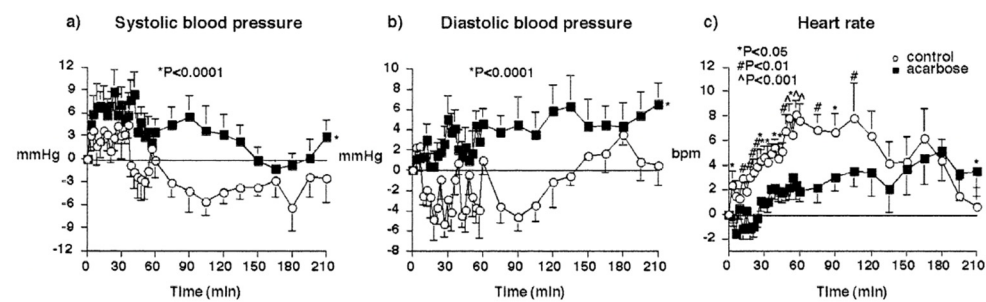 a) Systolic blood pressure
12
9
6
3
0
-3
-6
-9
-12
mmHg
*P<0.0001
*
0 30 60 90 120 150 180 210
Time (min)
b) Diastolic blood pressure
10
8
6
4
2
0
-2
-4
-6
-8
mmHg
*P<0.0001
*
0 30 60 90 120 150 180 210
Time (min)
c) Heart rate
12
10
8
6
4
2
0
-2
bpm
*P<0.05
#P<0.01
^P<0.001
control
acarbose
#
#
*
*
0 30 60 90 120 150 180 210
Time (min)